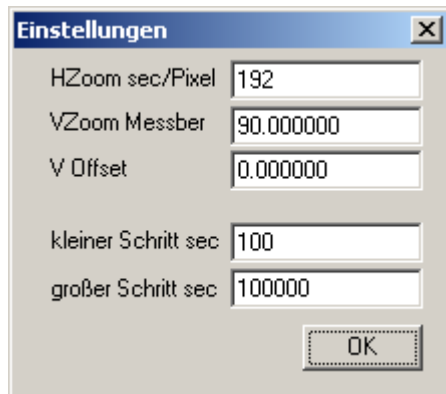 Einstellungen
HZoom sec/Pixel 192
VZoom Messber 90.000000
V Offset 0.000000
kleiner Schritt sec 100
großer Schritt sec 100000
OK